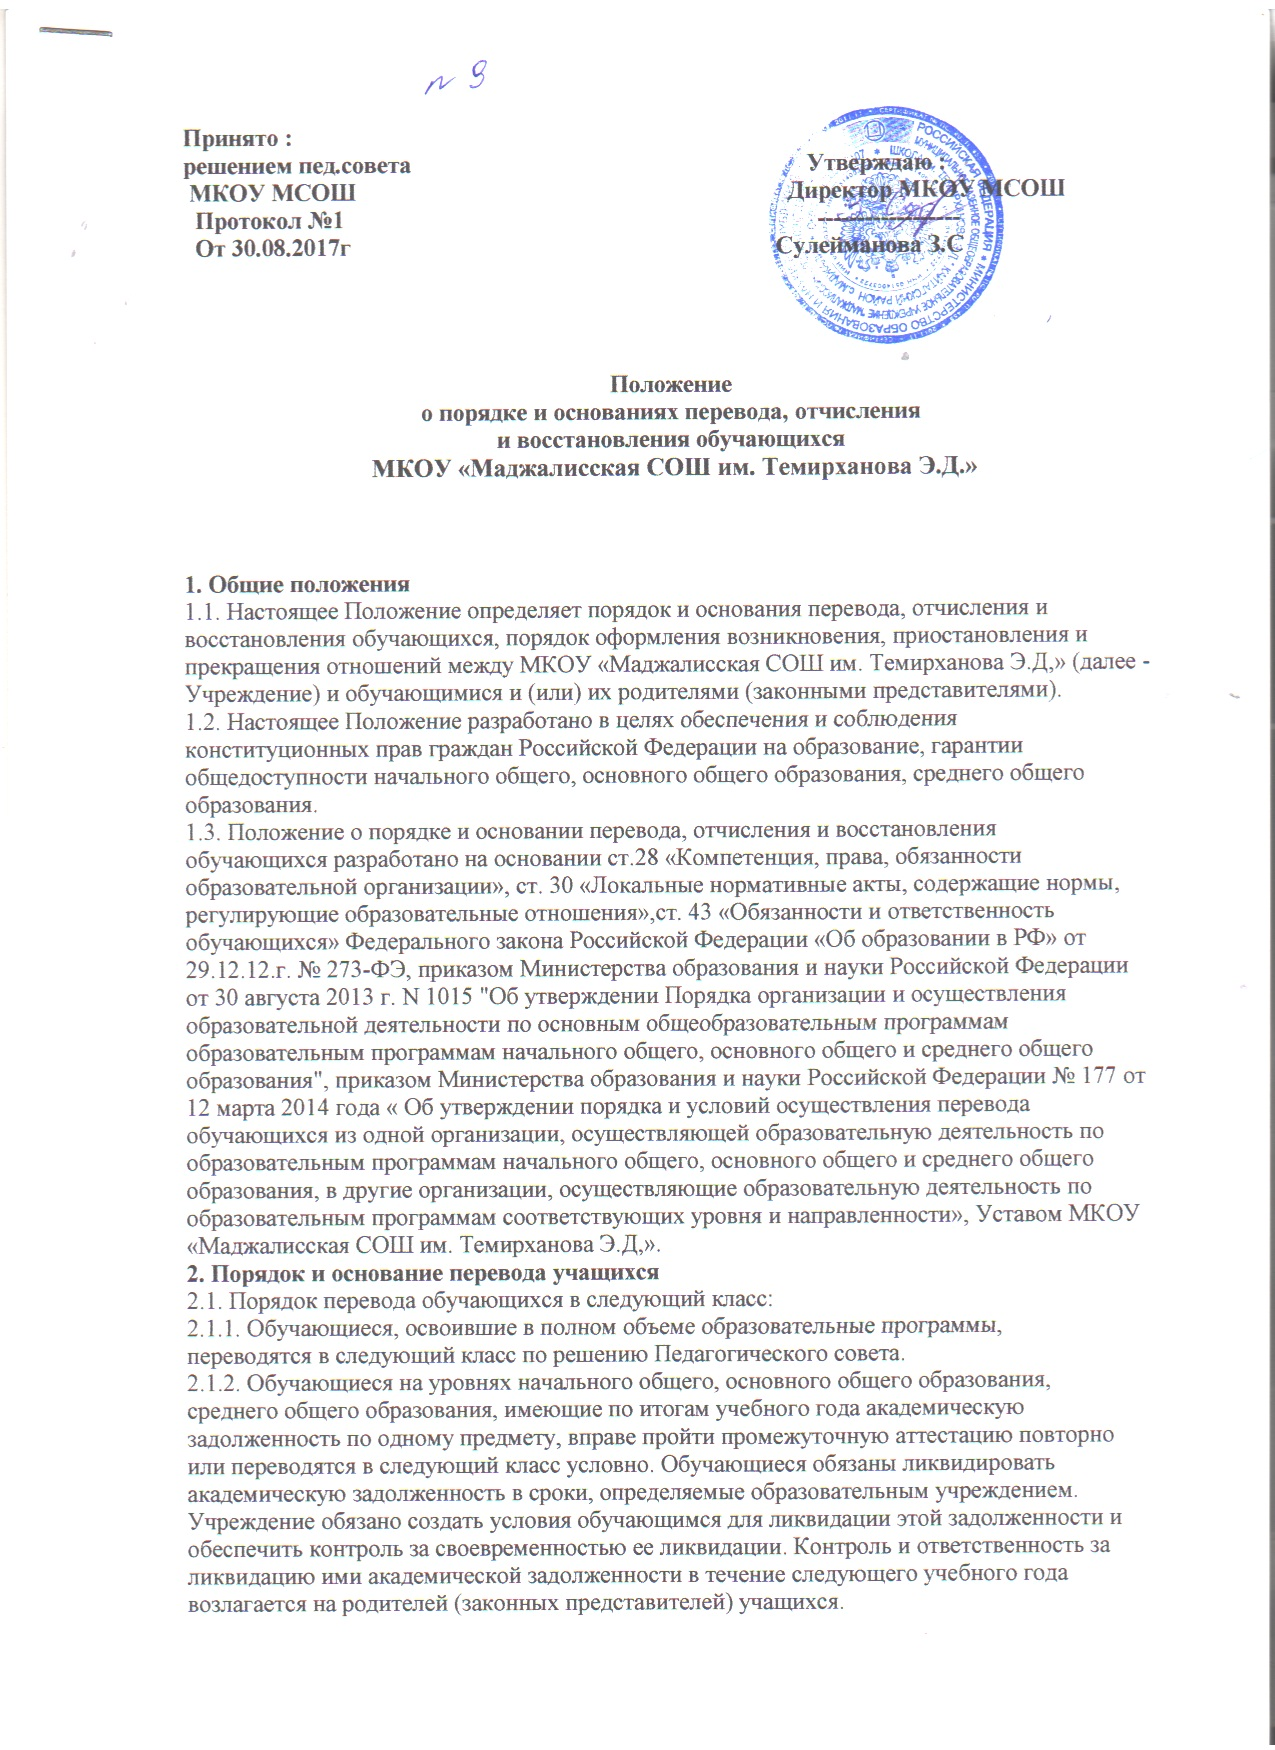 п 9
Принято :
решением пед.совета
МКОУ МСОШ
Протокол №1
От 30.08.2017г
Утверждаю :
Директор МКОУ МСОШ
-----------------
Сулейманова З.С
РОССИЙСКАЯ ФЕДЕРАЦИЯ * МИНИСТЕРСТВО ОБРАЗОВАНИЯ И
Положение
о порядке и основаниях перевода, отчисления
и восстановления обучающихся
МКОУ «Маджалисская СОШ им. Темирханова Э.Д.»
1. Общие положения
1.1. Настоящее Положение определяет порядок и основания перевода, отчисления и
восстановления обучающихся, порядок оформления возникновения, приостановления и
прекращения отношений между МКОУ «Маджалисская СОШ им. Темирханова Э.Д,» (далее -
Учреждение) и обучающимися и (или) их родителями (законными представителями).
1.2. Настоящее Положение разработано в целях обеспечения и соблюдения
конституционных прав граждан Российской Федерации на образование, гарантии
общедоступности начального общего, основного общего образования, среднего общего
образования.
1.3. Положение о порядке и основании перевода, отчисления и восстановления
обучающихся разработано на основании ст.28 «Компетенция, права, обязанности
образовательной организации», ст. 30 «Локальные нормативные акты, содержащие нормы,
регулирующие образовательные отношения»,ст. 43 «Обязанности и ответственность
обучающихся» Федерального закона Российской Федерации «Об образовании в РФ» от
29.12.12.г. № 273-ФЭ, приказом Министерства образования и науки Российской Федерации
от 30 августа 2013 г. N 1015 "Об утверждении Порядка организации и осуществления
образовательной деятельности по основным общеобразовательным программам
образовательным программам начального общего, основного общего и среднего общего
образования", приказом Министерства образования и науки Российской Федерации № 177 от
12 марта 2014 года « Об утверждении порядка и условий осуществления перевода
обучающихся из одной организации, осуществляющей образовательную деятельность по
образовательным программам начального общего, основного общего и среднего общего
образования, в другие организации, осуществляющие образовательную деятельность по
образовательным программам соответствующих уровня и направленности», Уставом МКОУ
«Маджалисская СОШ им. Темирханова Э.Д,».
2. Порядок и основание перевода учащихся
2.1. Порядок перевода обучающихся в следующий класс:
2.1.1. Обучающиеся, освоившие в полном объеме образовательные программы,
переводятся в следующий класс по решению Педагогического совета.
2.1.2. Обучающиеся на уровнях начального общего, основного общего образования,
среднего общего образования, имеющие по итогам учебного года академическую
задолженность по одному предмету, вправе пройти промежуточную аттестацию повторно
или переводятся в следующий класс условно. Обучающиеся обязаны ликвидировать
академическую задолженность в сроки, определяемые образовательным учреждением.
Учреждение обязано создать условия обучающимся для ликвидации этой задолженности и
обеспечить контроль за своевременностью ее ликвидации. Контроль и ответственность за
ликвидацию ими академической задолженности в течение следующего учебного года
возлагается на родителей (законных представителей) учащихся.